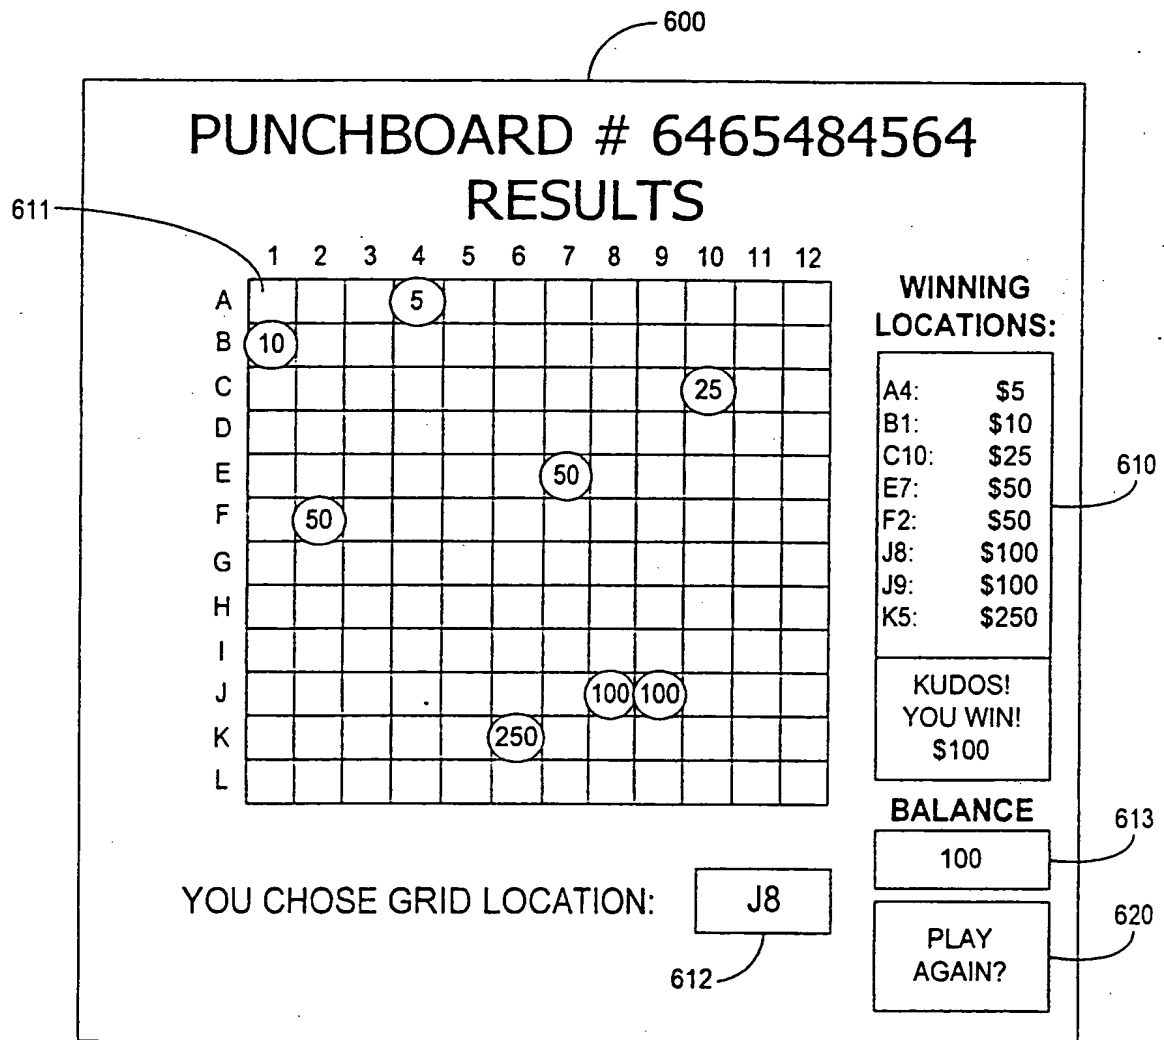 600
PUNCHBOARD # 6465484564
RESULTS
611
1 2 3 4 5 6 7 8 9 10 11 12
A 5
B 10
C 25
D
E 50
F 50
G
H
I
J 100 100
K 250
L
WINNING
LOCATIONS:
A4: $5
B1: $10
C10: $25
E7: $50
F2: $50
J8: $100
J9: $100
K5: $250
610
KUDOS!
YOU WIN!
$100
BALANCE
100
613
YOU CHOSE GRID LOCATION: J8
612
PLAY
AGAIN?
620